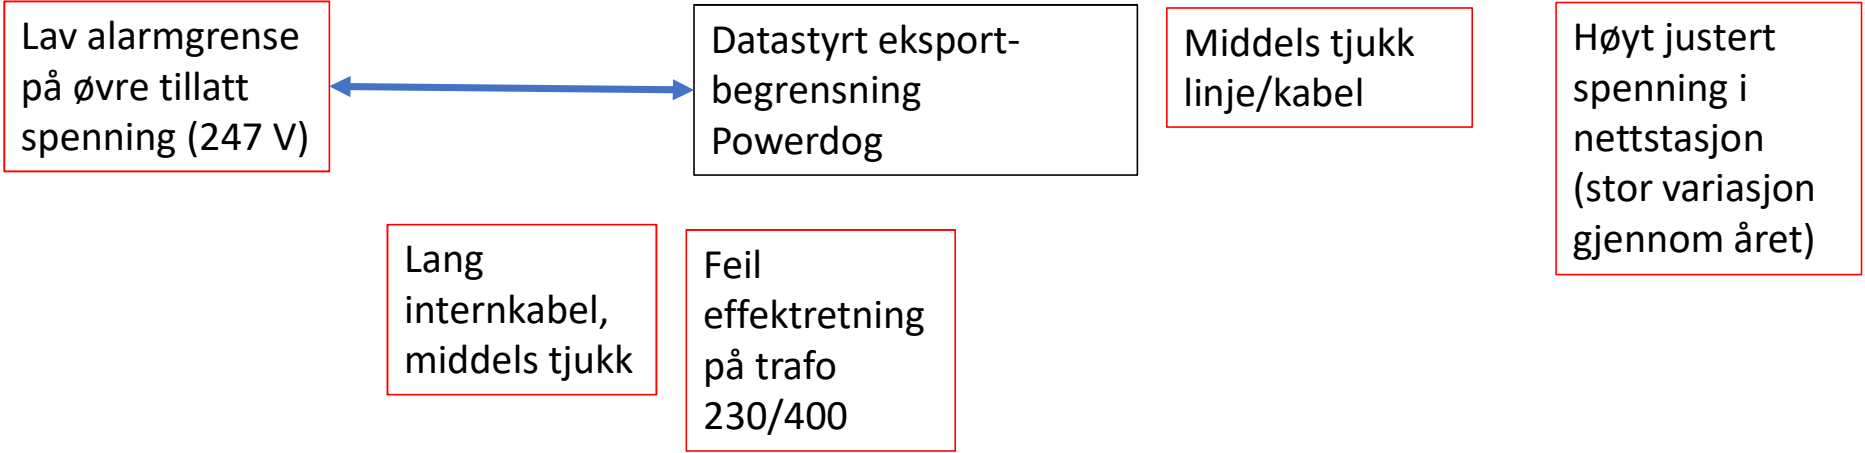 Lav alarmgrense
på øvre tillatt
spenning (247 V)
Datastyrt eksport-
begrensning
Powerdog
Middels tjukk
linje/kabel
Høyt justert
spenning i
nettstasjon
(stor variasjon
gjennom året)
Lang
internkabel,
middels tjukk
Feil
effektretning
på trafo
230/400